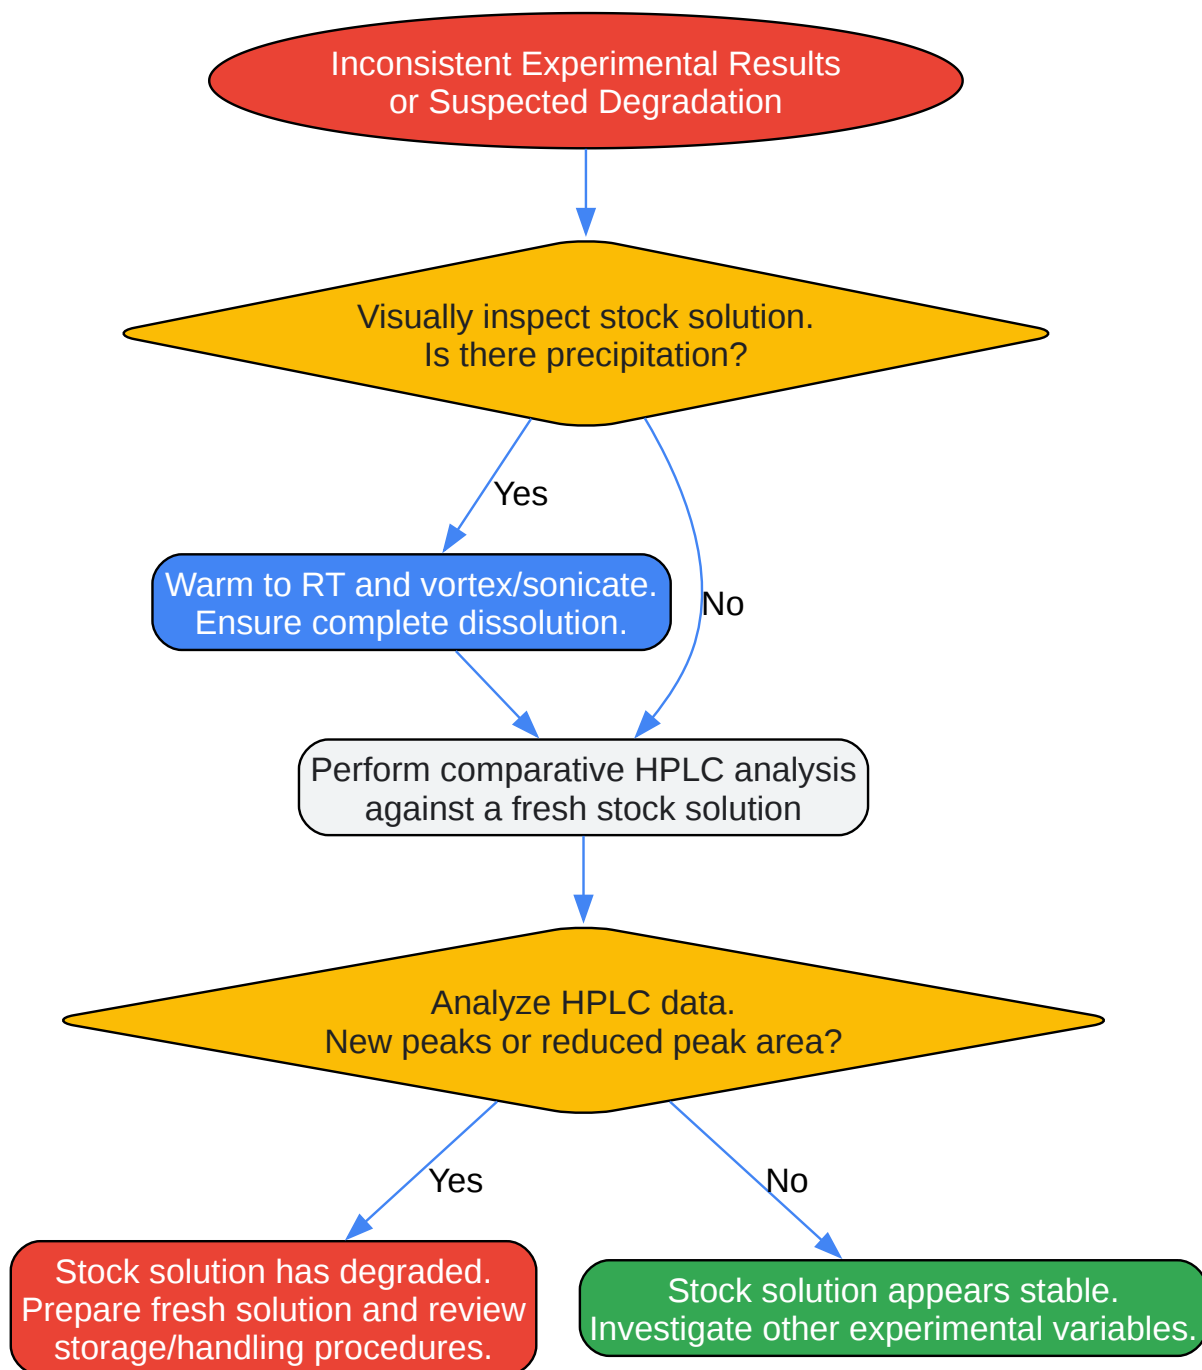 Inconsistent Experimental Results
or Suspected Degradation
Visually inspect stock solution.
Is there precipitation?
Yes
Warm to RT and vortex/sonicate.
Ensure complete dissolution.
No
Perform comparative HPLC analysis
against a fresh stock solution
Analyze HPLC data.
New peaks or reduced peak area?
Yes
No
Stock solution has degraded.
Prepare fresh solution and review
storage/handling procedures.
Stock solution appears stable.
Investigate other experimental variables.